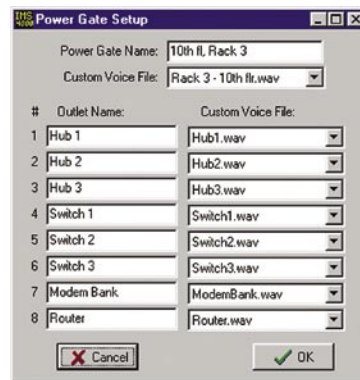 IMS 4000 Power Gate Setup
Power Gate Name: 10th fl, Rack 3
Custom Voice File: Rack 3 - 10th flr.wav
# Outlet Name: Custom Voice File:
1 Hub 1 Hub1.wav
2 Hub 2 Hub2.wav
3 Hub 3 Hub3.wav
4 Switch 1 Switch1.wav
5 Switch 2 Switch2.wav
6 Switch 3 Switch3.wav
7 Modem Bank ModemBank.wav
8 Router Router.wav
Cancel OK